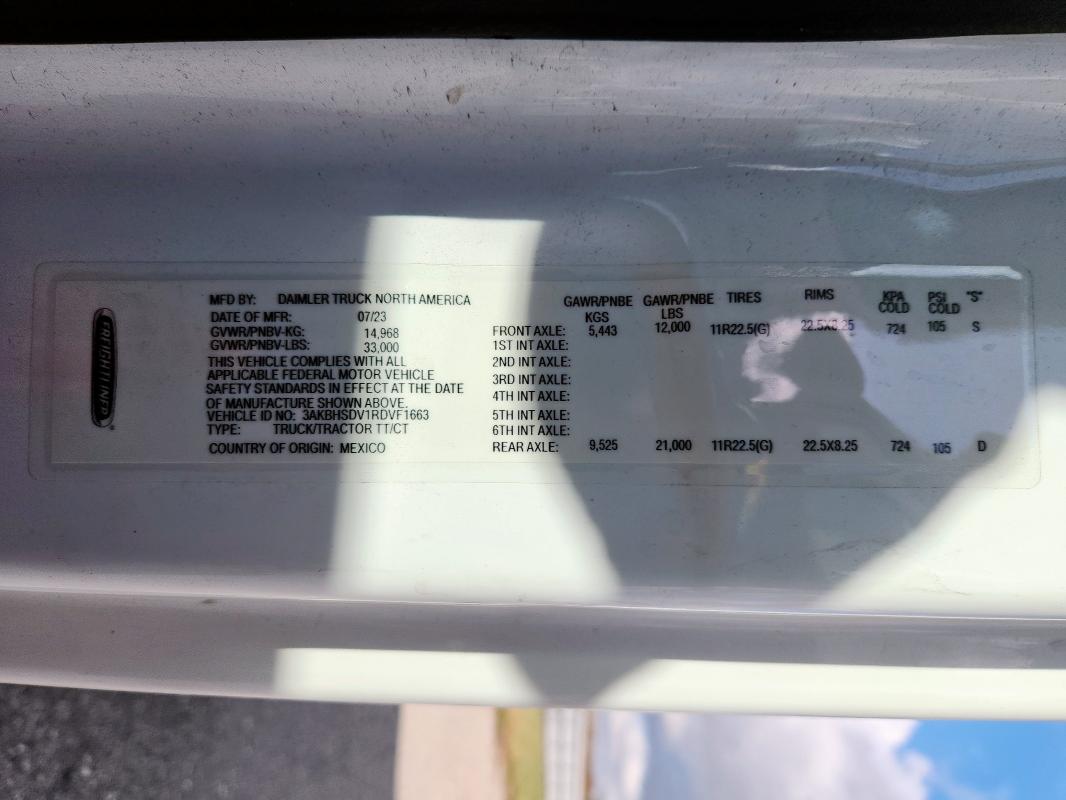 FREIGHTLINER
MFD BY: DAIMLER TRUCK NORTH AMERICA
DATE OF MFR: 07/23
GVWR/PNBV-KG: 14,968
GVWR/PNBV-LBS: 33,000
THIS VEHICLE COMPLIES WITH ALL
APPLICABLE FEDERAL MOTOR VEHICLE
SAFETY STANDARDS IN EFFECT AT THE DATE
OF MANUFACTURE SHOWN ABOVE.
VEHICLE ID NO: 3AKBHSDV1RDVF1663
TYPE: TRUCK/TRACTOR TT/CT
COUNTRY OF ORIGIN: MEXICO
GAWR/PNBE KGS GAWR/PNBE LBS TIRES RIMS KPA COLD PSI COLD "S"
FRONT AXLE: 5,443 12,000 11R22.5(G) 22.5X8.25 724 105 S
1ST INT AXLE:
2ND INT AXLE:
3RD INT AXLE:
4TH INT AXLE:
5TH INT AXLE:
6TH INT AXLE:
REAR AXLE: 9,525 21,000 11R22.5(G) 22.5X8.25 724 105 D